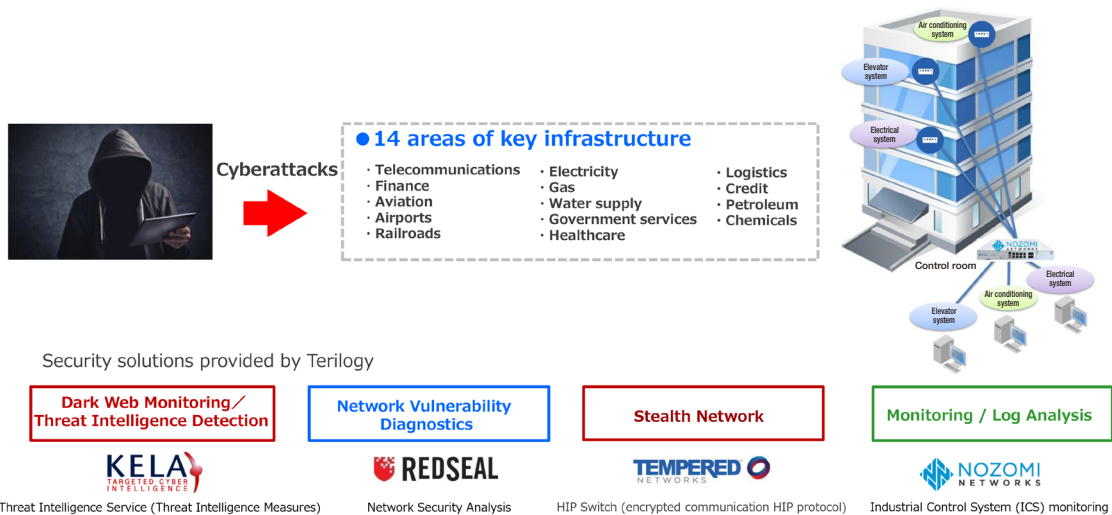 Air conditioning
system
Elevator
system
Electrical
system
Cyberattacks
●14 areas of key infrastructure
・Telecommunications
・Finance
・Aviation
・Airports
・Railroads
・Electricity
・Gas
・Water supply
・Government services
・Healthcare
・Logistics
・Credit
・Petroleum
・Chemicals
NOZOMI
NETWORKS
Control room
Electrical
system
Air conditioning
system
Elevator
system
Security solutions provided by Terilogy
Dark Web Monitoring／
Threat Intelligence Detection
Network Vulnerability
Diagnostics
Stealth Network
Monitoring / Log Analysis
KELA
TARGETED CYBER
INTELLIGENCE
REDSEAL
TEMPERED
NETWORKS
NOZOMI
NETWORKS
Threat Intelligence Service (Threat Intelligence Measures)
Network Security Analysis
HIP Switch (encrypted communication HIP protocol)
Industrial Control System (ICS) monitoring